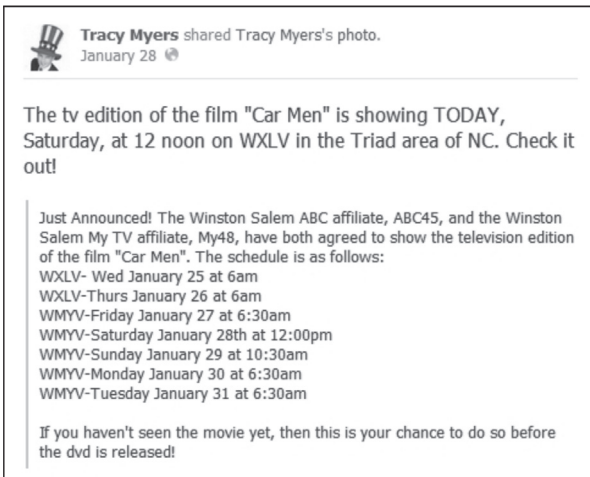 Tracy Myers shared Tracy Myers's photo.
January 28
The tv edition of the film "Car Men" is showing TODAY,
Saturday, at 12 noon on WXLV in the Triad area of NC. Check it
out!
Just Announced! The Winston Salem ABC affiliate, ABC45, and the Winston
Salem My TV affiliate, My48, have both agreed to show the television edition
of the film "Car Men". The schedule is as follows:
WXLV- Wed January 25 at 6am
WXLV-Thurs January 26 at 6am
WMYV-Friday January 27 at 6:30am
WMYV-Saturday January 28th at 12:00pm
WMYV-Sunday January 29 at 10:30am
WMYV-Monday January 30 at 6:30am
WMYV-Tuesday January 31 at 6:30am
If you haven't seen the movie yet, then this is your chance to do so before
the dvd is released!